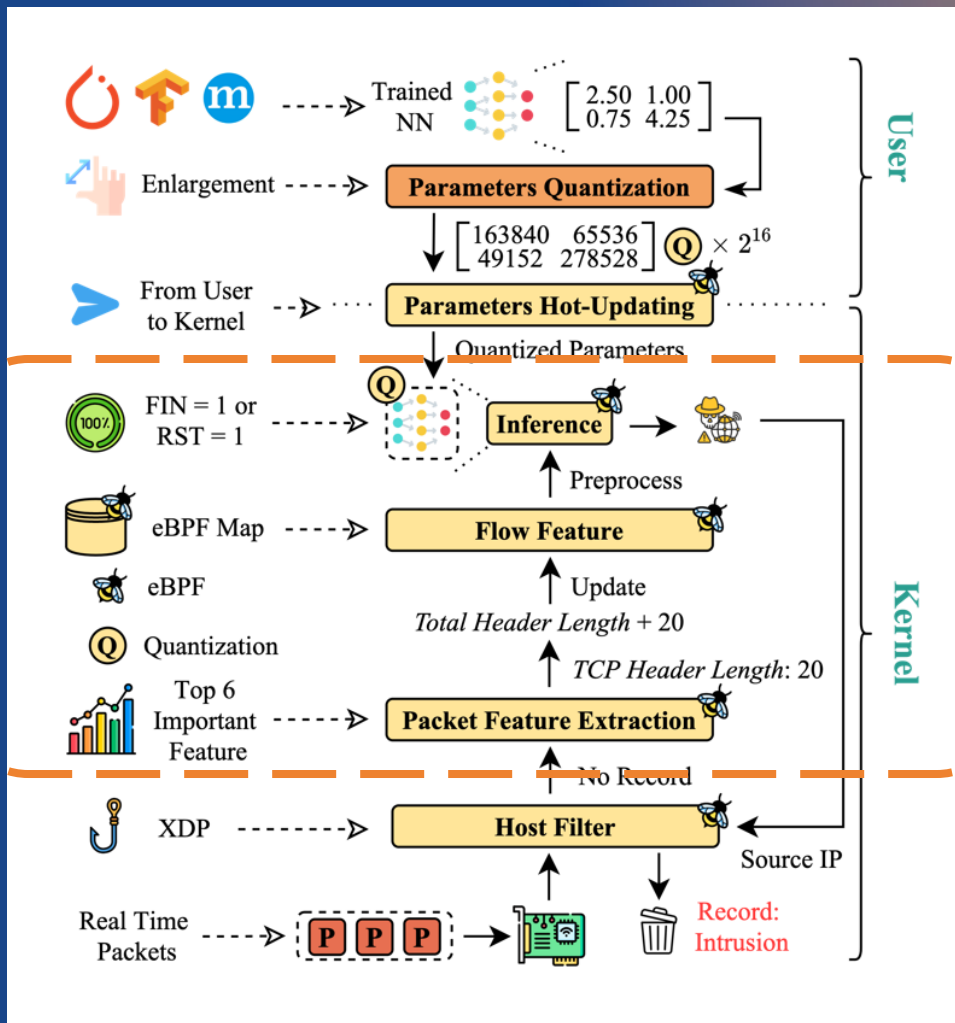 m
Trained
NN
2.50 1.00
0.75 4.25
User
Enlargement
Parameters Quantization
163840 65536
49152 278528
Q × 2^16
From User
to Kernel
Parameters Hot-Updating
Quantized Parameters
Q
100%
FIN = 1 or
RST = 1
Inference
Preprocess
eBPF Map
Flow Feature
eBPF
Update
Kernel
Total Header Length + 20
Q
Quantization
TCP Header Length: 20
Top 6
Important
Feature
Packet Feature Extraction
No Record
XDP
Host Filter
Source IP
Real Time
Packets
P P P
Record:
Intrusion